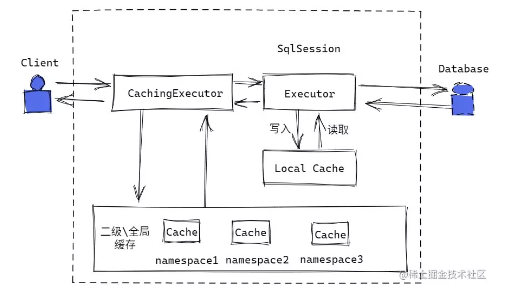 SqlSession
Client
Database
CachingExecutor
Executor
写入
读取
Local Cache
二级\全局
缓存
Cache
Cache
Cache
namespace1
namespace2
namespace3
@稀土掘金技术社区